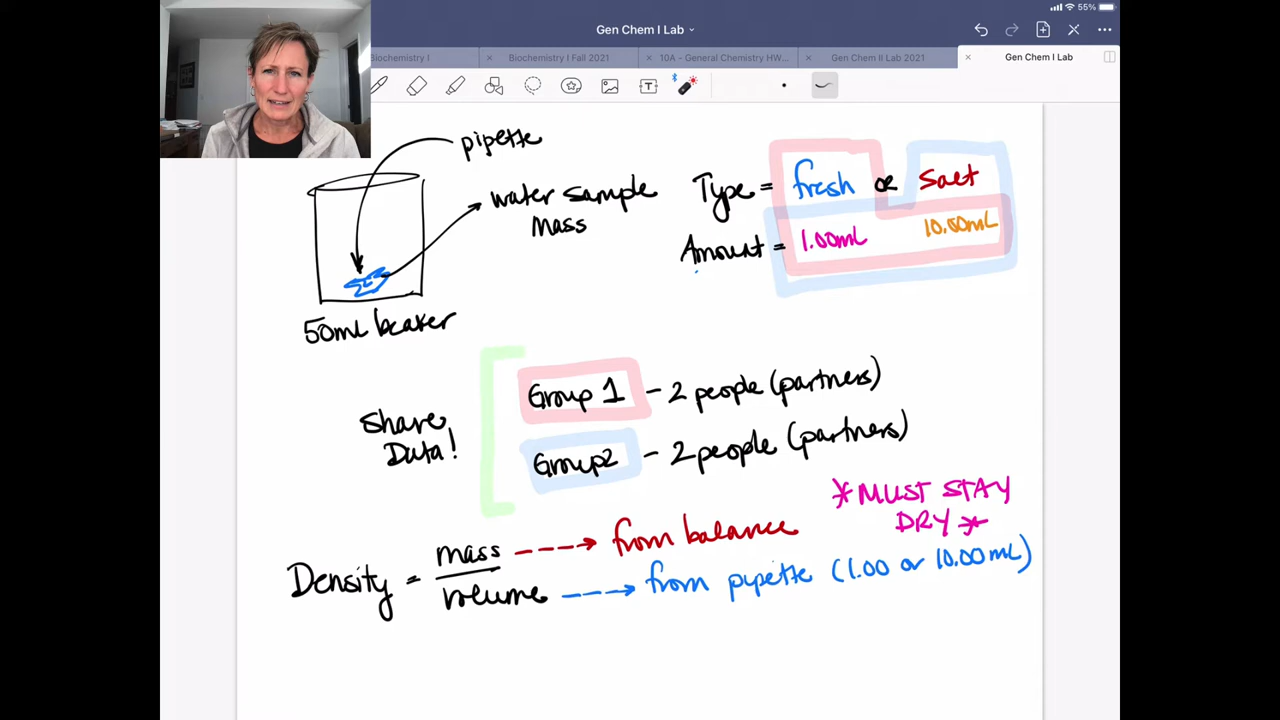 55%
Gen Chem I Lab
Biochemistry I
Biochemistry I Fall 2021
10A - General Chemistry HW...
Gen Chem II Lab 2021
Gen Chem I Lab
pipette
water sample
mass
50ml beaker
Type = fresh or salt
Amount = 1.00mL 10.00mL
Share
Data!
Group 1 - 2 people (partners)
Group 2 - 2 people (partners)
*MUST STAY
DRY*
Density = mass ---> from balance
volume ---> from pipette (1.00 or 10.00mL)